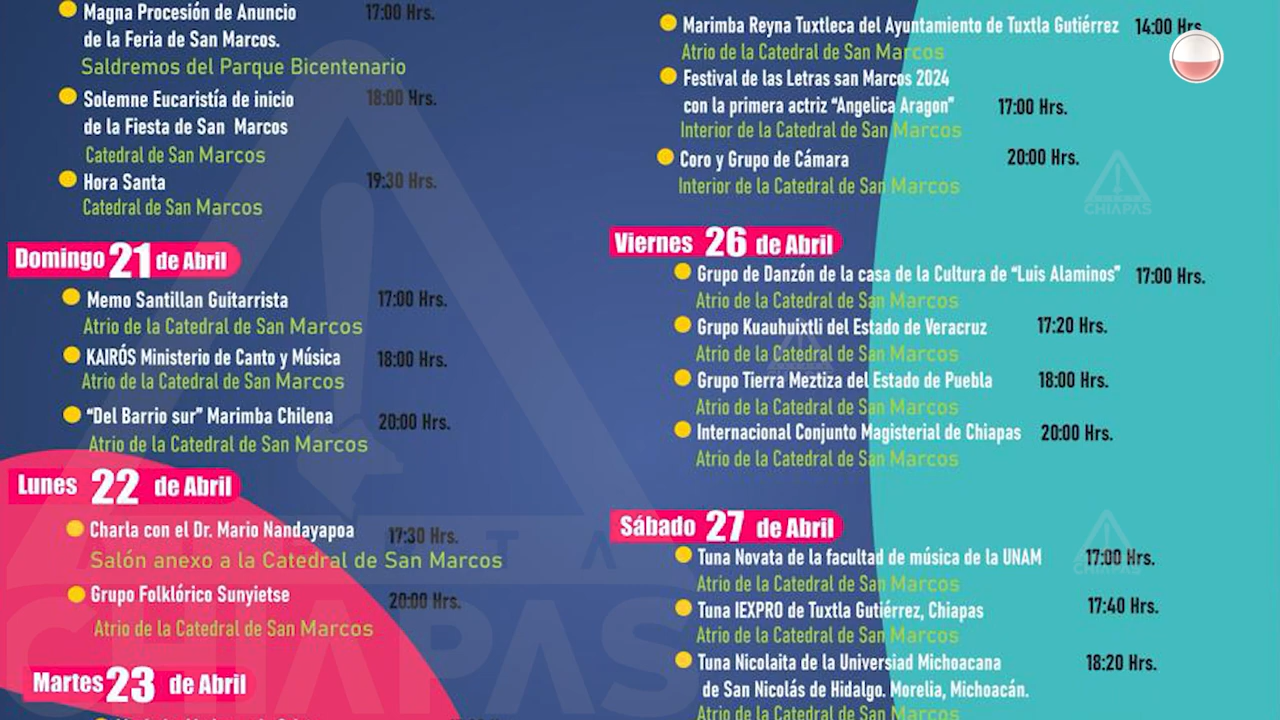 Magna Procesión de Anuncio 17:00 Hrs.
de la Feria de San Marcos.
Saldremos del Parque Bicentenario
Solemne Eucaristía de inicio 18:00 Hrs.
de la Fiesta de San Marcos
Catedral de San Marcos
Hora Santa 19:30 Hrs.
Catedral de San Marcos
Domingo 21 de Abril
Memo Santillan Guitarrista 17:00 Hrs.
Atrio de la Catedral de San Marcos
KAIRÓS Ministerio de Canto y Música 18:00 Hrs.
Atrio de la Catedral de San Marcos
“Del Barrio sur” Marimba Chilena 20:00 Hrs.
Atrio de la Catedral de San Marcos
Lunes 22 de Abril
Charla con el Dr. Mario Nandayapoa 17:30 Hrs.
Salón anexo a la Catedral de San Marcos
Grupo Folklórico Sunyietse 20:00 Hrs.
Atrio de la Catedral de San Marcos
Martes 23 de Abril
Marimba Reyna Tuxtleca del Ayuntamiento de Tuxtla Gutiérrez 14:00 Hrs.
Atrio de la Catedral de San Marcos
Festival de las Letras san Marcos 2024
con la primera actriz “Angelica Aragon” 17:00 Hrs.
Interior de la Catedral de San Marcos
Coro y Grupo de Cámara 20:00 Hrs.
Interior de la Catedral de San Marcos
Viernes 26 de Abril
Grupo de Danzón de la casa de la Cultura de “Luis Alaminos” 17:00 Hrs.
Atrio de la Catedral de San Marcos
Grupo Kuauhuixtli del Estado de Veracruz 17:20 Hrs.
Atrio de la Catedral de San Marcos
Grupo Tierra Meztiza del Estado de Puebla 18:00 Hrs.
Atrio de la Catedral de San Marcos
Internacional Conjunto Magisterial de Chiapas 20:00 Hrs.
Atrio de la Catedral de San Marcos
Sábado 27 de Abril
Tuna Novata de la facultad de música de la UNAM 17:00 Hrs.
Atrio de la Catedral de San Marcos
Tuna IEXPRO de Tuxtla Gutiérrez, Chiapas 17:40 Hrs.
Atrio de la Catedral de San Marcos
Tuna Nicolaita de la Universiad Michoacana 18:20 Hrs.
de San Nicolás de Hidalgo. Morelia, Michoacán.
Atrio de la Catedral de San Marcos
CHIAPAS
CHIAPAS
CHIAPAS